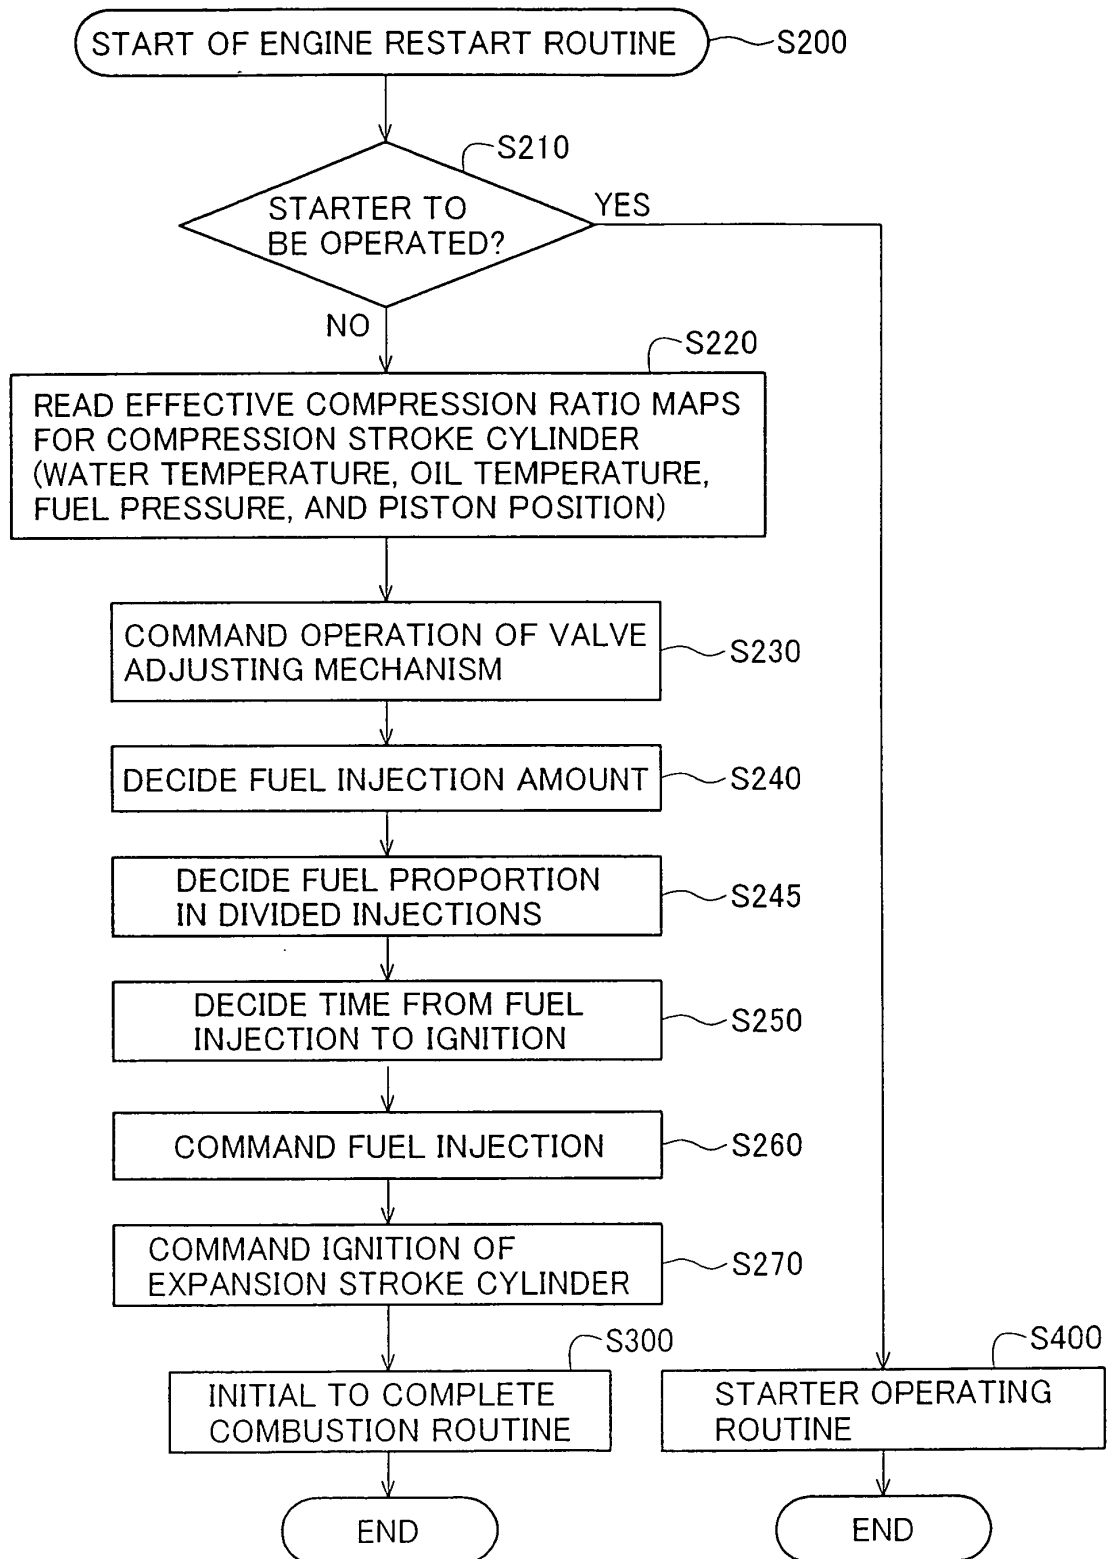 START OF ENGINE RESTART ROUTINE
S200
S210
STARTER TO
BE OPERATED?
YES
NO
S220
READ EFFECTIVE COMPRESSION RATIO MAPS
FOR COMPRESSION STROKE CYLINDER
(WATER TEMPERATURE, OIL TEMPERATURE,
FUEL PRESSURE, AND PISTON POSITION)
COMMAND OPERATION OF VALVE
ADJUSTING MECHANISM
S230
DECIDE FUEL INJECTION AMOUNT
S240
DECIDE FUEL PROPORTION
IN DIVIDED INJECTIONS
S245
DECIDE TIME FROM FUEL
INJECTION TO IGNITION
S250
COMMAND FUEL INJECTION
S260
COMMAND IGNITION OF
EXPANSION STROKE CYLINDER
S270
S300
INITIAL TO COMPLETE
COMBUSTION ROUTINE
END
S400
STARTER OPERATING
ROUTINE
END